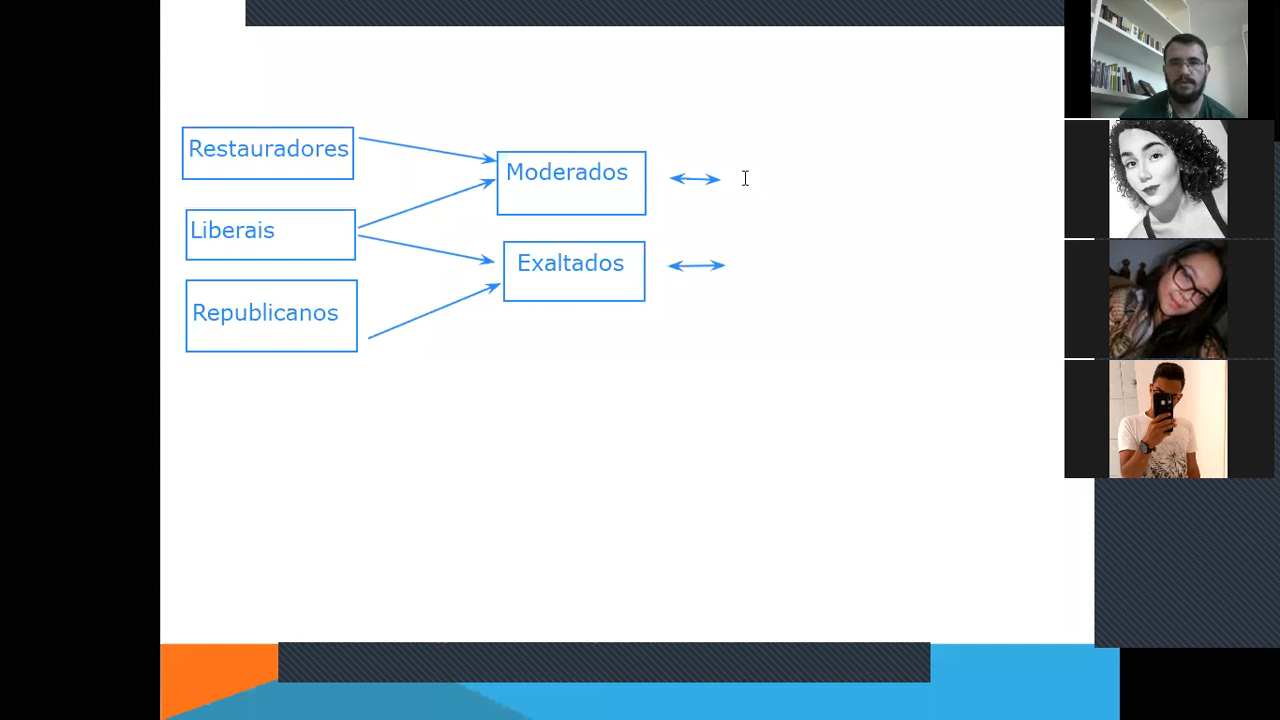 Restauradores
Moderados
Liberais
Exaltados
Republicanos